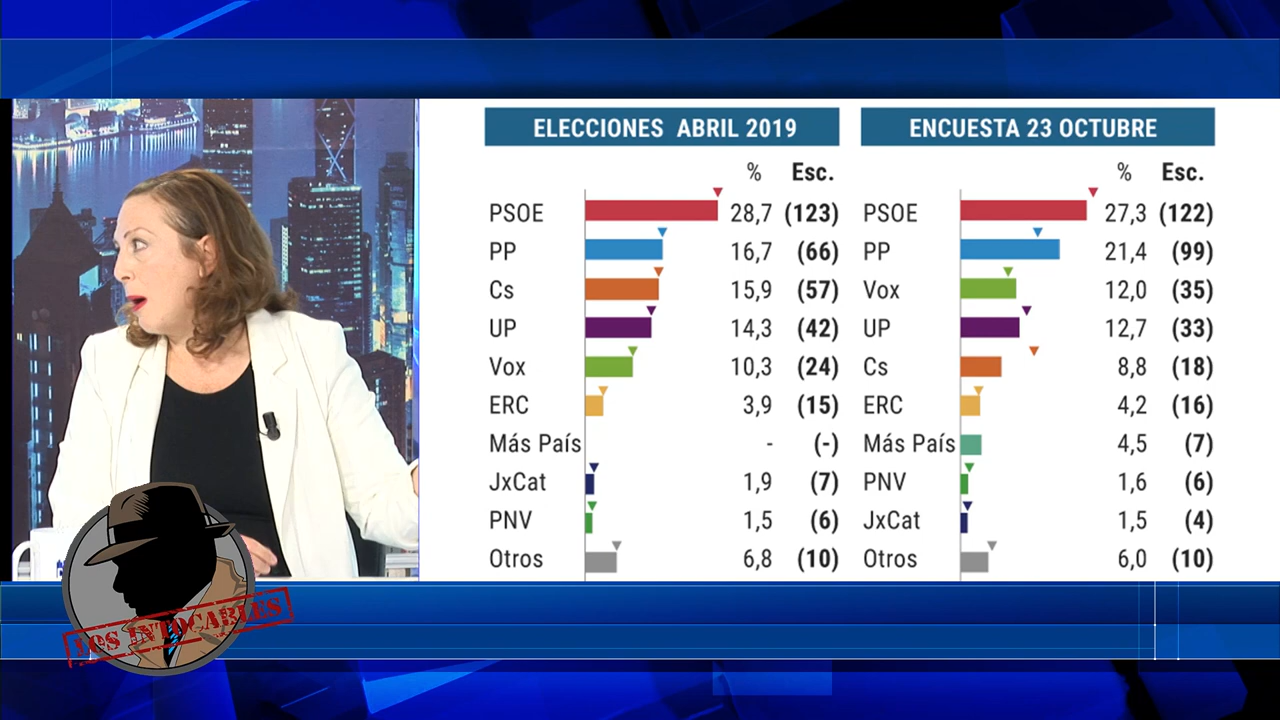 ELECCIONES ABRIL 2019
% Esc.
PSOE 28,7 (123)
PP 16,7 (66)
Cs 15,9 (57)
UP 14,3 (42)
Vox 10,3 (24)
ERC 3,9 (15)
Más País - (-)
JxCat 1,9 (7)
PNV 1,5 (6)
Otros 6,8 (10)
ENCUESTA 23 OCTUBRE
% Esc.
PSOE 27,3 (122)
PP 21,4 (99)
Vox 12,0 (35)
UP 12,7 (33)
Cs 8,8 (18)
ERC 4,2 (16)
Más País 4,5 (7)
PNV 1,6 (6)
JxCat 1,5 (4)
Otros 6,0 (10)
LOS INTOCABLES